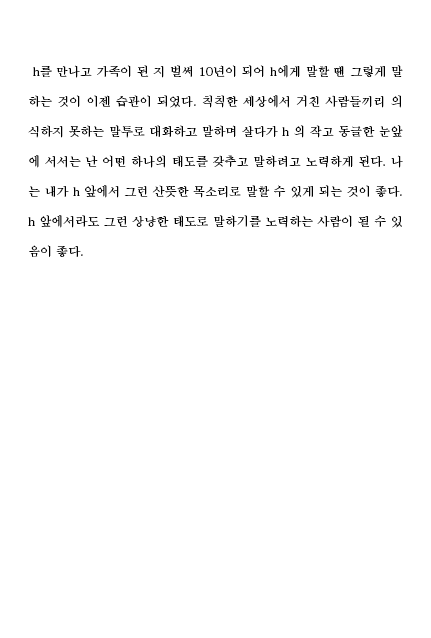 h를 만나고 가족이 된 지 벌써 10년이 되어 h에게 말할 땐 그렇게 말
하는 것이 이젠 습관이 되었다. 칙칙한 세상에서 거친 사람들끼리 의
식하지 못하는 말투로 대화하고 말하며 살다가 h 의 작고 동글한 눈앞
에 서서는 난 어떤 하나의 태도를 갖추고 말하려고 노력하게 된다. 나
는 내가 h 앞에서 그런 산뜻한 목소리로 말할 수 있게 되는 것이 좋다.
h 앞에서라도 그런 상냥한 태도로 말하기를 노력하는 사람이 될 수 있
음이 좋다.